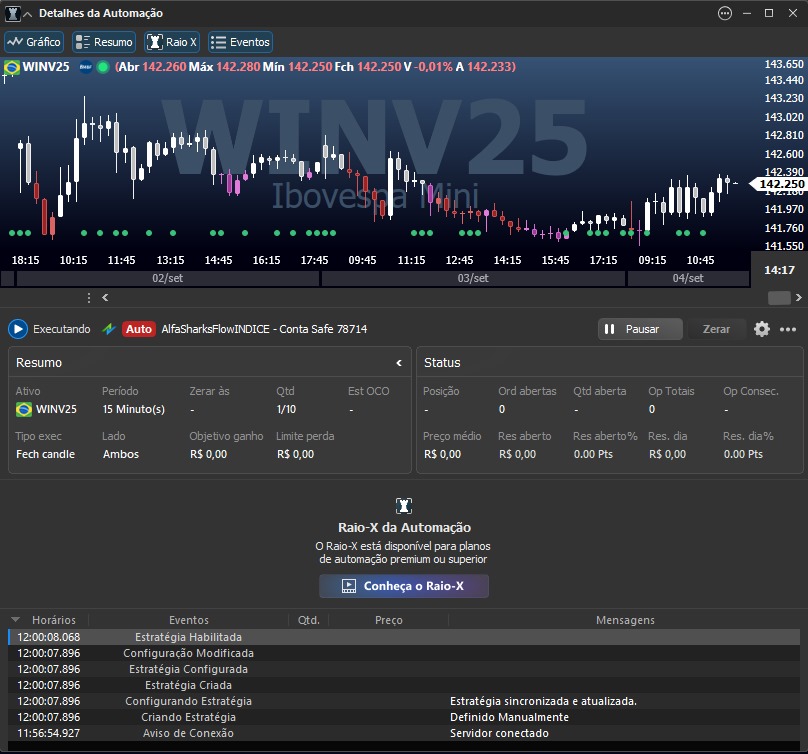 Detalhes da Automação
Gráfico Resumo Raio X Eventos
WINV25 (Abr 142.260 Máx 142.280 Mín 142.250 Fch 142.250 V -0,01% A 142.233)
WINV25
Ibovespa Mini
143.650
143.440
143.230
143.020
142.810
142.600
142.390
142.250
142.180
141.970
141.760
141.550
18:15 10:15 11:45 13:15 14:45 16:15 17:45 09:45 11:15 12:45 14:15 15:45 17:15 09:15 10:45
02/set 03/set 04/set
14:17
Executando Auto AlfaSharksFlowINDICE - Conta Safe 78714 Pausar Zerar
Resumo
Ativo Período Zerar às Qtd Est OCO
WINV25 15 Minuto(s) - 1/10 -
Tipo exec Lado Objetivo ganho Limite perda
Fech candle Ambos R$ 0,00 R$ 0,00
Status
Posição Ord abertas Qtd aberta Op Totais Op Consec.
- 0 - 0 -
Preço médio Res aberto Res aberto% Res. dia Res. dia%
R$ 0,00 R$ 0,00 0.00 Pts R$ 0,00 0.00 Pts
Raio-X da Automação
O Raio-X está disponível para planos
de automação premium ou superior
Conheça o Raio-X
Horários Eventos Qtd. Preço Mensagens
12:00:08.068 Estratégia Habilitada
12:00:07.896 Configuração Modificada
12:00:07.896 Estratégia Configurada
12:00:07.896 Estratégia Criada
12:00:07.896 Configurando Estratégia Estratégia sincronizada e atualizada.
12:00:07.896 Criando Estratégia Definido Manualmente
11:56:54.927 Aviso de Conexão Servidor conectado